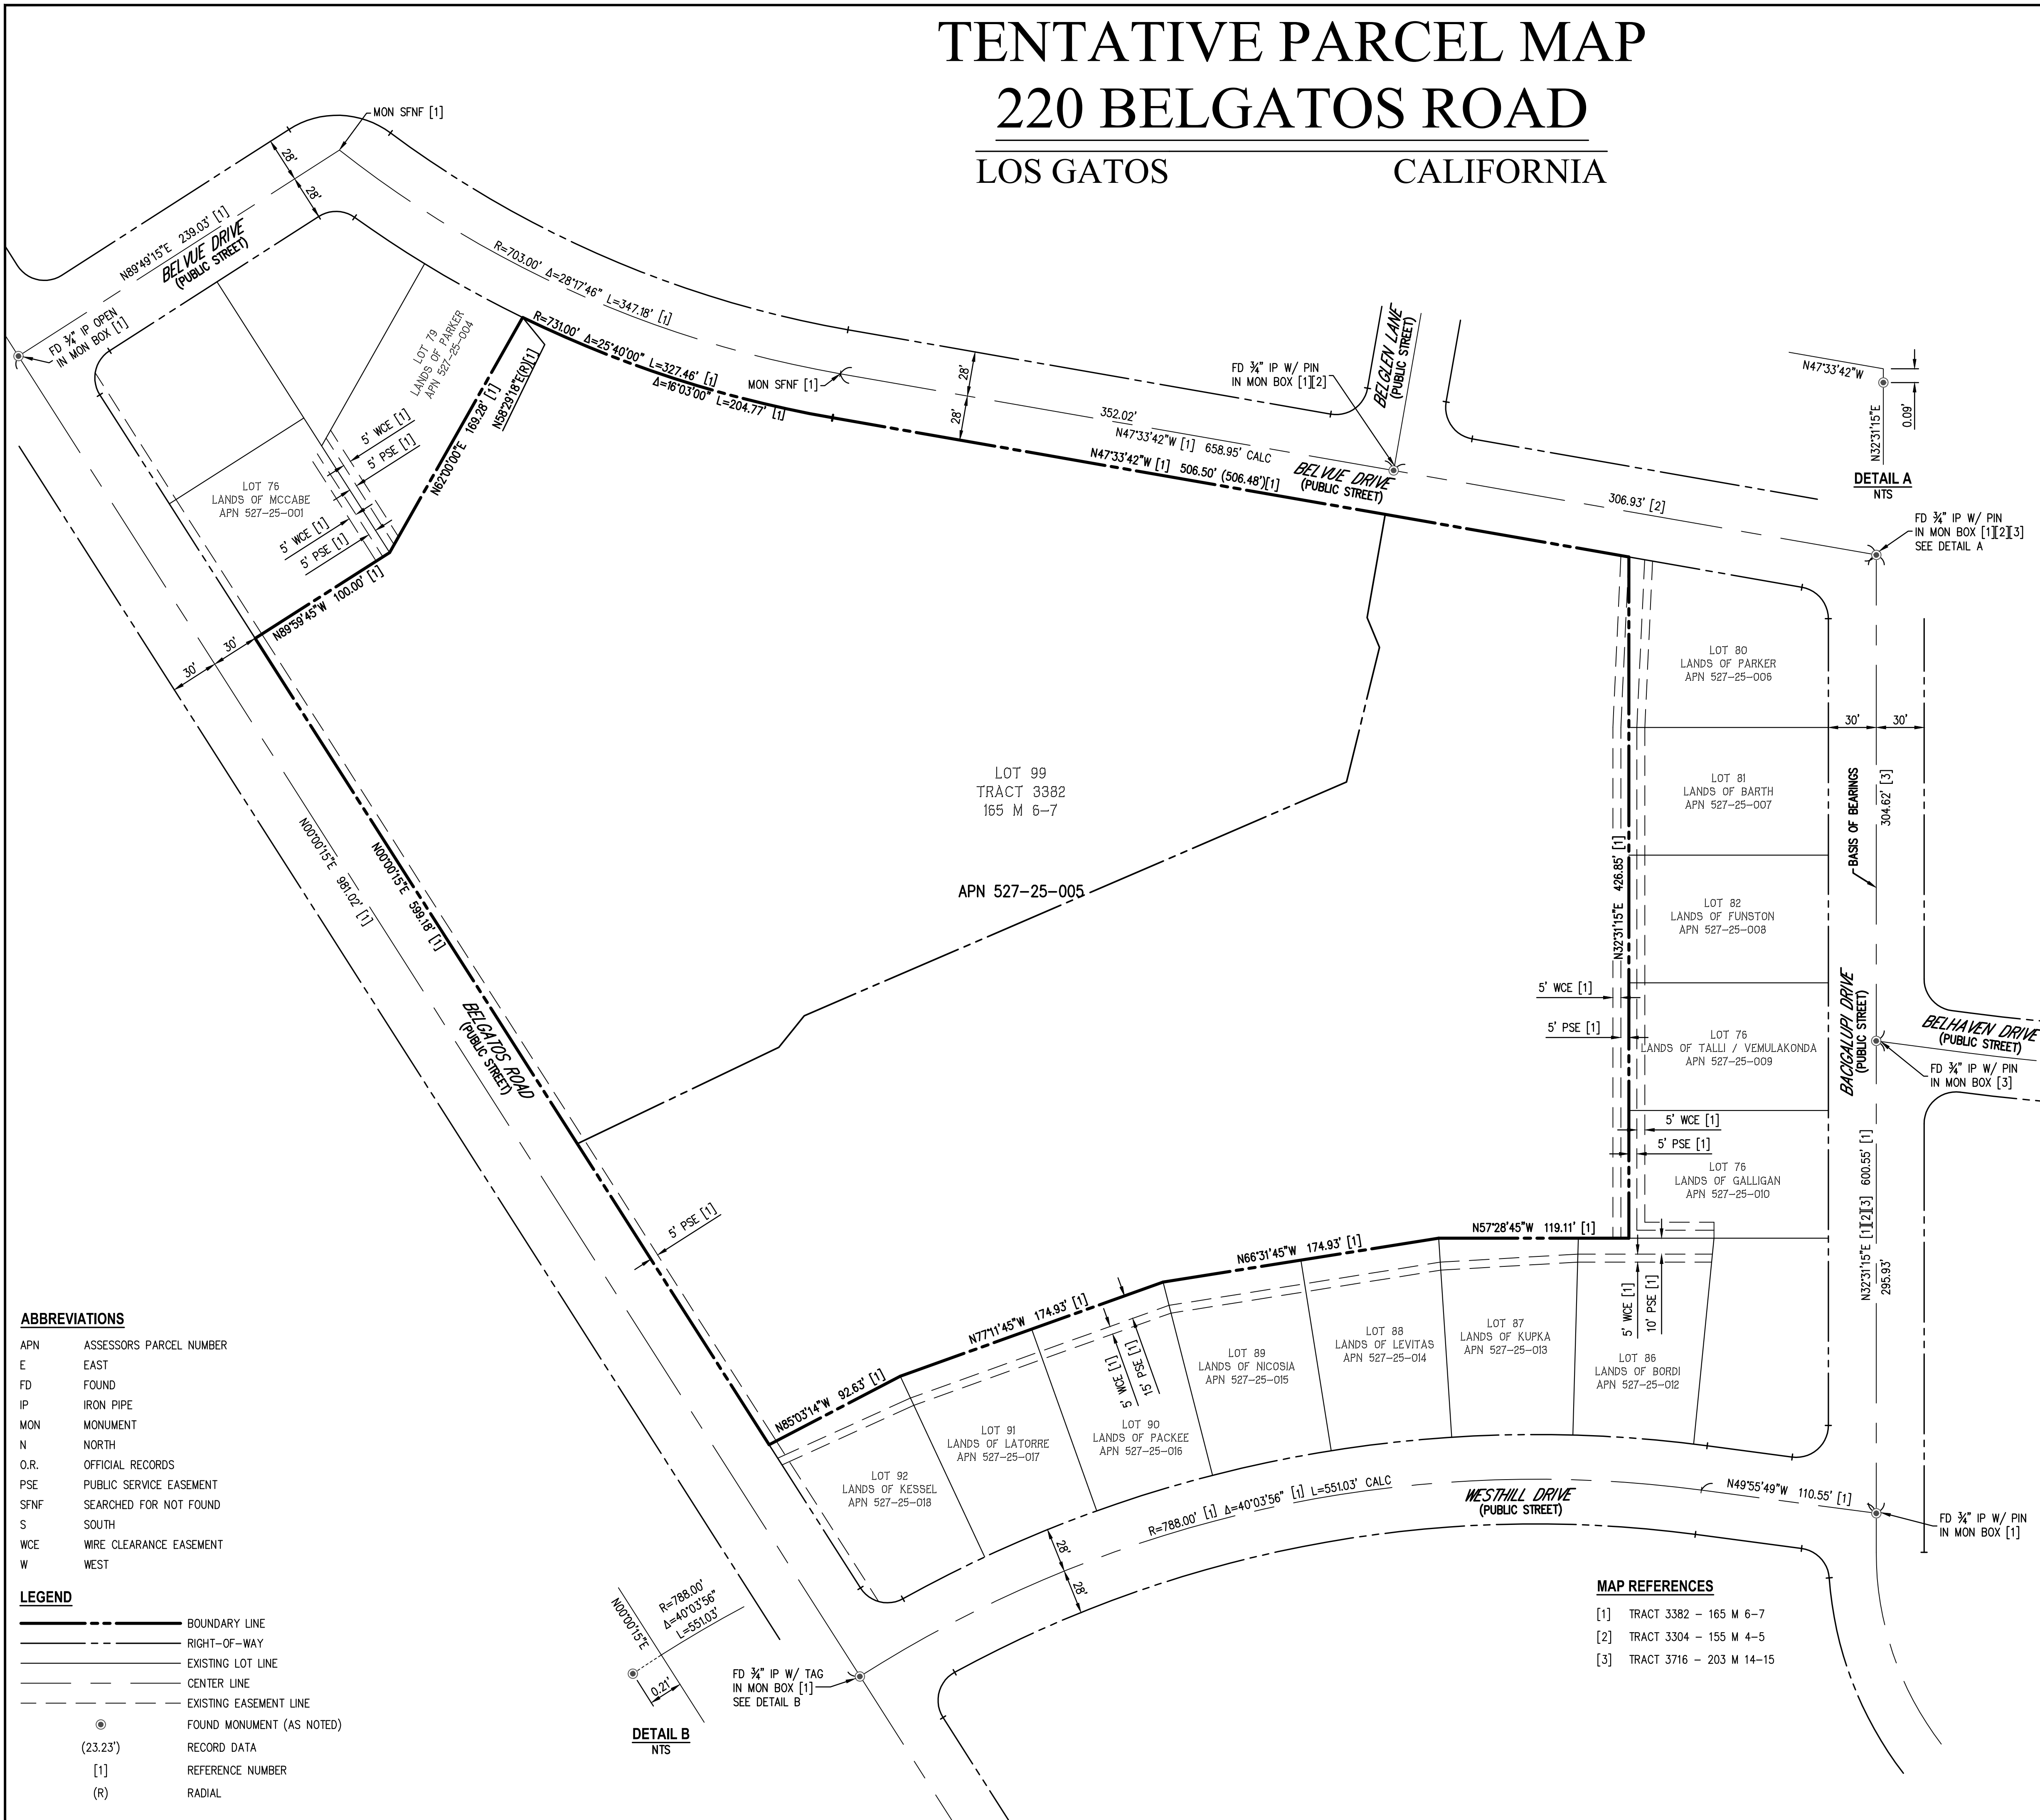 TENTATIVE PARCEL MAP
220 BELGATOS ROAD
LOS GATOS CALIFORNIA
MON SFNF [1]
28'
28'
N89°49'15"E 239.03' [1]
BELVUE DRIVE
(PUBLIC STREET)
FD ¾" IP OPEN
IN MON BOX [1]
LOT 79
LANDS OF PARKER
APN 527-25-004
5' WCE [1]
5' PSE [1]
LOT 76
LANDS OF MCCABE
APN 527-25-001
5' WCE [1]
5' PSE [1]
N62°00'00"E 169.28' [1]
N58°29'18"E(R)[1]
N89°59'45"W 100.00' [1]
30'
30'
R=703.00' Δ=28°17'46" L=347.18' [1]
R=731.00' Δ=25°40'00" L=327.46' [1]
Δ=16°03'00" L=204.77' [1]
MON SFNF [1]
28'
28'
FD ¾" IP W/ PIN
IN MON BOX [1][2]
BELGLEN LANE
(PUBLIC STREET)
352.02'
N47°33'42"W [1] 658.95' CALC
N47°33'42"W [1] 506.50' (506.48')[1]
BELVUE DRIVE
(PUBLIC STREET)
306.93' [2]
N47°33'42"W
N32°31'15"E
0.09'
DETAIL A
NTS
FD ¾" IP W/ PIN
IN MON BOX [1][2][3]
SEE DETAIL A
LOT 80
LANDS OF PARKER
APN 527-25-006
30'
30'
LOT 81
LANDS OF BARTH
APN 527-25-007
BASIS OF BEARINGS
304.62' [3]
LOT 99
TRACT 3382
165 M 6-7
APN 527-25-005
N32°31'15"E 426.85' [1]
LOT 82
LANDS OF FUNSTON
APN 527-25-008
5' WCE [1]
5' PSE [1]
LOT 76
LANDS OF TALLI / VEMULAKONDA
APN 527-25-009
BACIGALUPI DRIVE
(PUBLIC STREET)
BELHAVEN DRIVE
(PUBLIC STREET)
FD ¾" IP W/ PIN
IN MON BOX [3]
5' WCE [1]
5' PSE [1]
LOT 76
LANDS OF GALLIGAN
APN 527-25-010
N32°31'15"E [1][2][3] 600.55' [1]
295.93'
N00°00'15"E 981.02' [1]
N00°00'15"E 599.18' [1]
BELGATOS ROAD
(PUBLIC STREET)
5' PSE [1]
N85°03'14"W 92.63' [1]
N77°11'45"W 174.93' [1]
N66°31'45"W 174.93' [1]
N57°28'45"W 119.11' [1]
5' WCE [1]
15' PSE [1]
5' WCE [1]
10' PSE [1]
LOT 92
LANDS OF KESSEL
APN 527-25-018
LOT 91
LANDS OF LATORRE
APN 527-25-017
LOT 90
LANDS OF PACKEE
APN 527-25-016
LOT 89
LANDS OF NICOSIA
APN 527-25-015
LOT 88
LANDS OF LEVITAS
APN 527-25-014
LOT 87
LANDS OF KUPKA
APN 527-25-013
LOT 86
LANDS OF BORDI
APN 527-25-012
R=788.00' [1] Δ=40°03'56" [1] L=551.03' CALC
WESTHILL DRIVE
(PUBLIC STREET)
N49°55'49"W 110.55' [1]
FD ¾" IP W/ PIN
IN MON BOX [1]
28'
28'
N00°00'15"E
R=788.00'
Δ=40°03'56"
L=551.03'
0.21'
DETAIL B
NTS
FD ¾" IP W/ TAG
IN MON BOX [1]
SEE DETAIL B
ABBREVIATIONS
APN ASSESSORS PARCEL NUMBER
E EAST
FD FOUND
IP IRON PIPE
MON MONUMENT
N NORTH
O.R. OFFICIAL RECORDS
PSE PUBLIC SERVICE EASEMENT
SFNF SEARCHED FOR NOT FOUND
S SOUTH
WCE WIRE CLEARANCE EASEMENT
W WEST
LEGEND
BOUNDARY LINE
RIGHT-OF-WAY
EXISTING LOT LINE
CENTER LINE
EXISTING EASEMENT LINE
FOUND MONUMENT (AS NOTED)
(23.23') RECORD DATA
[1] REFERENCE NUMBER
(R) RADIAL
MAP REFERENCES
[1] TRACT 3382 - 165 M 6-7
[2] TRACT 3304 - 155 M 4-5
[3] TRACT 3716 - 203 M 14-15